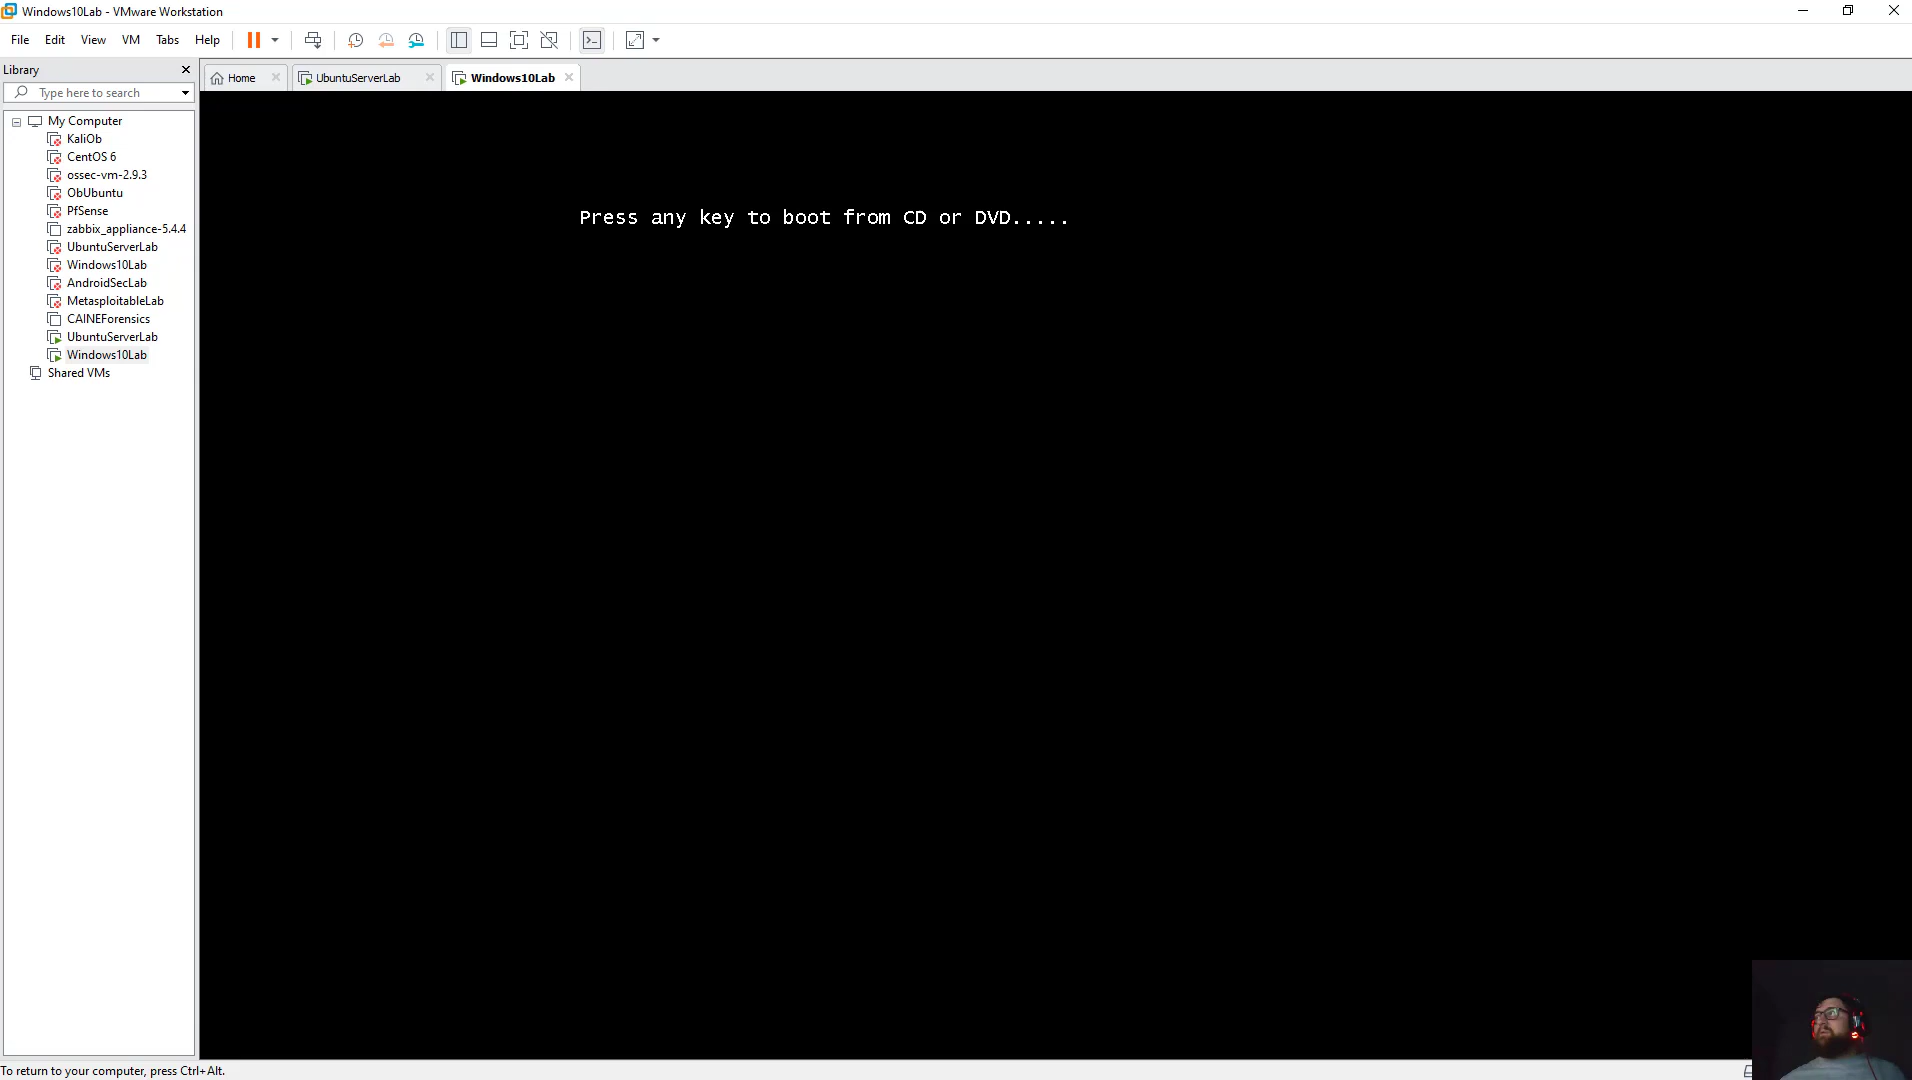 Windows10Lab - VMware Workstation
File Edit View VM Tabs Help
Library
Type here to search
Home
UbuntuServerLab
Windows10Lab
My Computer
KaliOb
CentOS 6
ossec-vm-2.9.3
ObUbuntu
PfSense
zabbix_appliance-5.4.4
UbuntuServerLab
Windows10Lab
AndroidSecLab
MetasploitableLab
CAINEForensics
UbuntuServerLab
Windows10Lab
Shared VMs
Press any key to boot from CD or DVD.....
To return to your computer, press Ctrl+Alt.